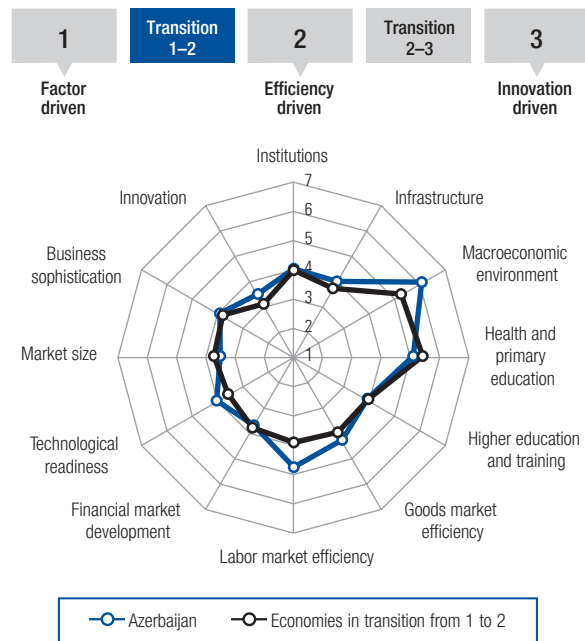 1
Transition
1–2
2
Transition
2–3
3
Factor
driven
Efficiency
driven
Innovation
driven
Institutions
Innovation
Infrastructure
Business
sophistication
Macroeconomic
environment
Market size
Health and
primary
education
Technological
readiness
Higher education
and training
Financial market
development
Goods market
efficiency
Labor market efficiency
7
6
5
4
3
2
1
Azerbaijan
Economies in transition from 1 to 2